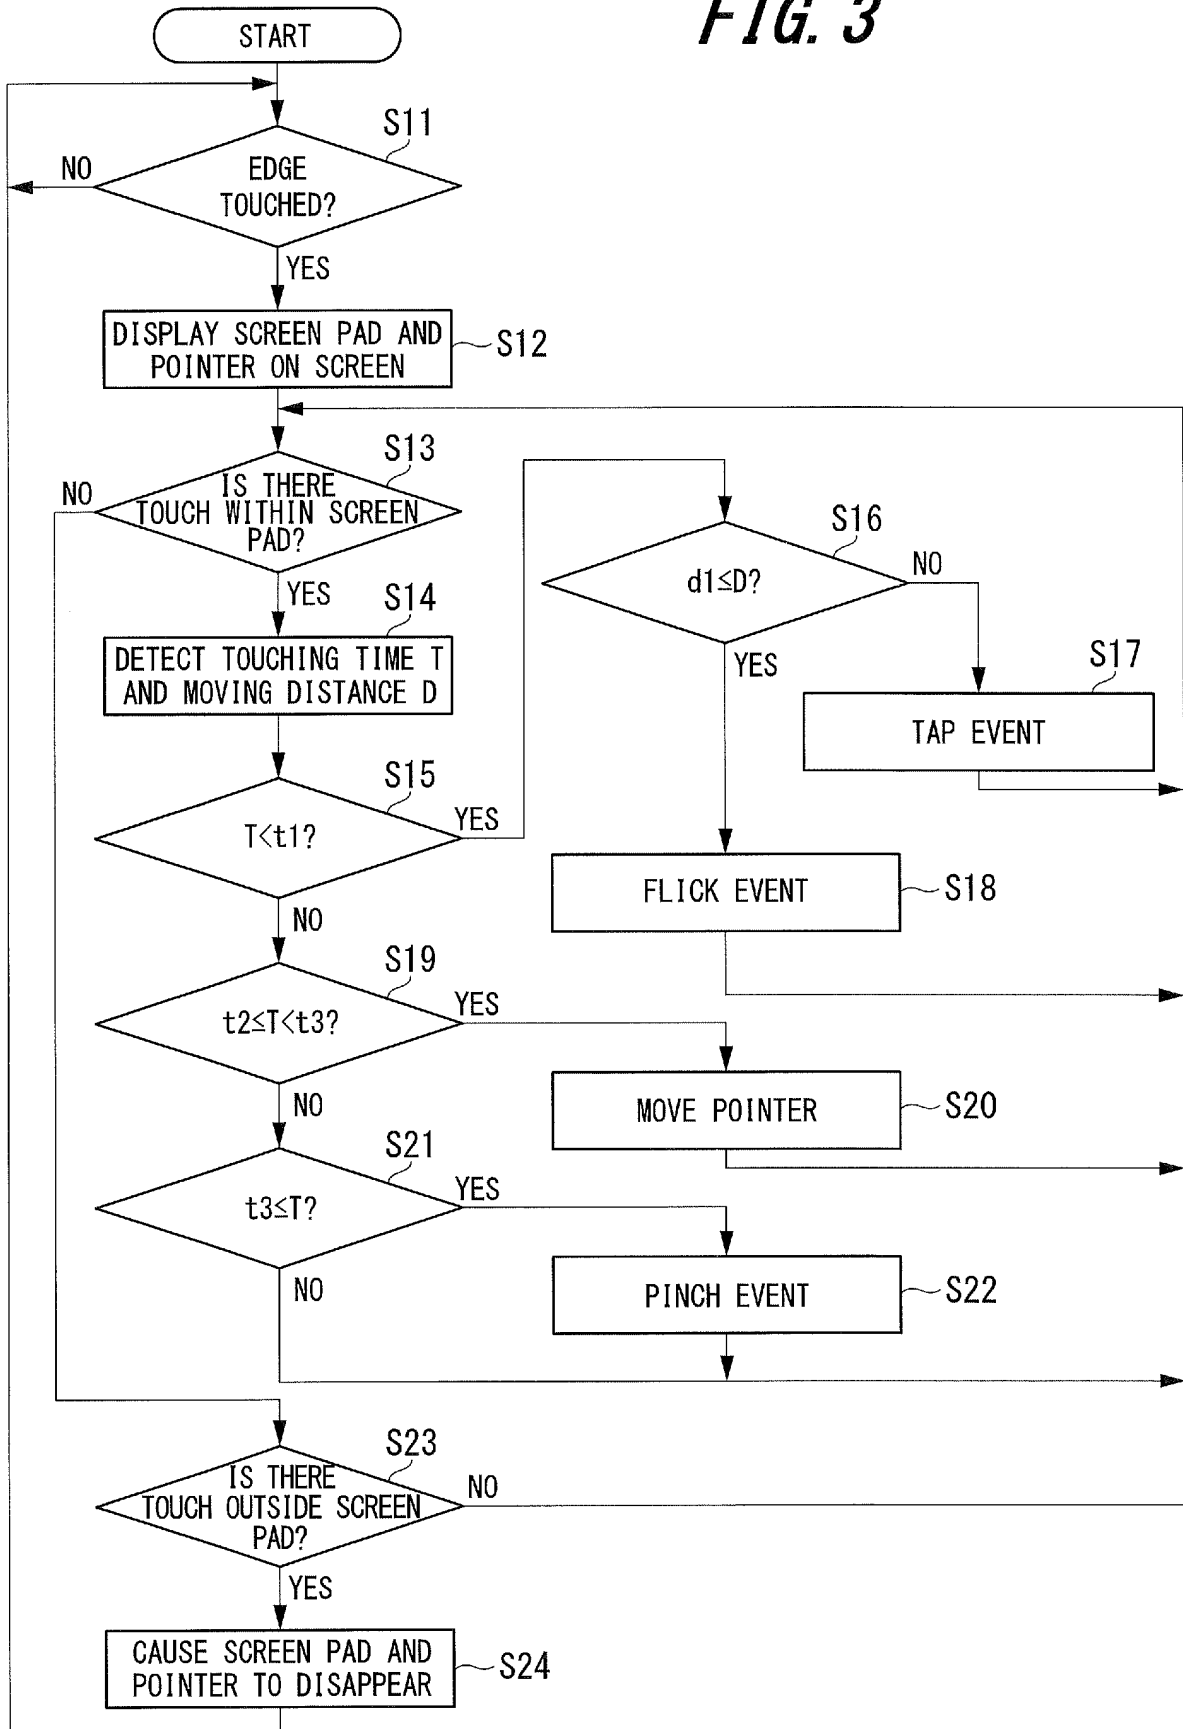 FIG. 3
START
S11
NO
EDGE
TOUCHED?
YES
DISPLAY SCREEN PAD AND
POINTER ON SCREEN
S12
S13
NO
IS THERE
TOUCH WITHIN SCREEN
PAD?
YES
S14
DETECT TOUCHING TIME T
AND MOVING DISTANCE D
S15
T<t1?
YES
NO
S16
d1≦D?
NO
YES
S17
TAP EVENT
FLICK EVENT
S18
S19
t2≦T<t3?
YES
NO
MOVE POINTER
S20
S21
t3≦T?
YES
NO
PINCH EVENT
S22
S23
IS THERE
TOUCH OUTSIDE SCREEN
PAD?
NO
YES
CAUSE SCREEN PAD AND
POINTER TO DISAPPEAR
S24